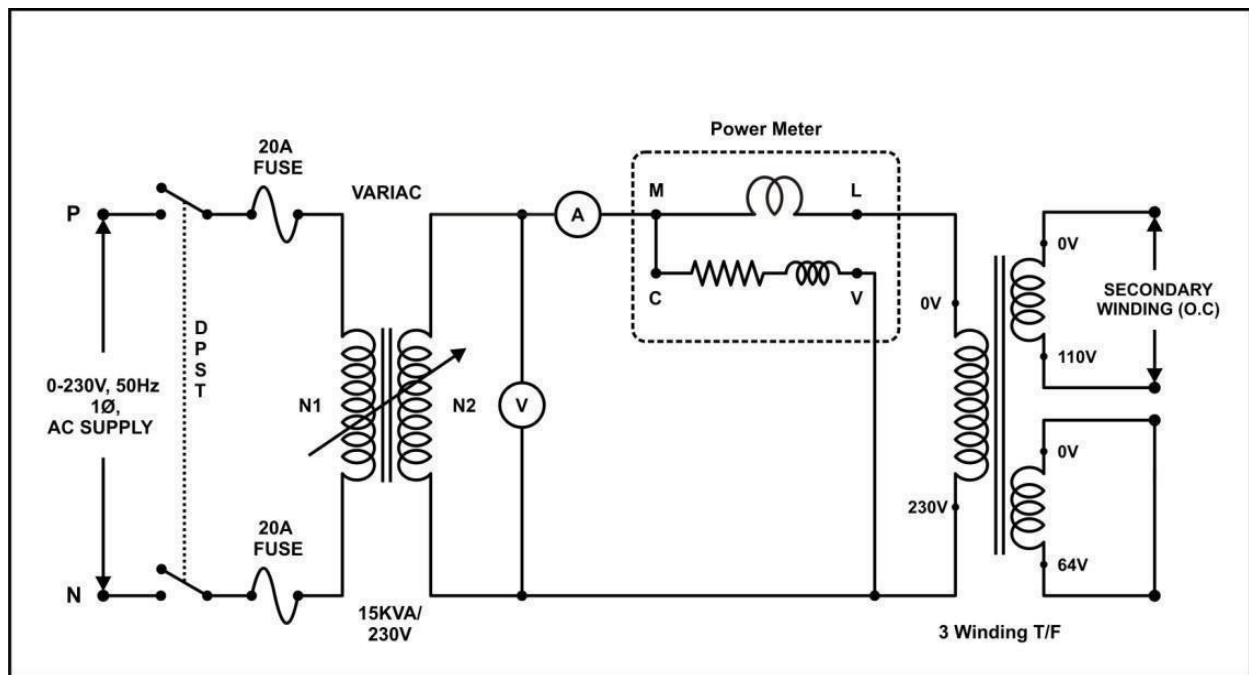 Power Meter
20A
FUSE
VARIAC
M
L
P
A
0V
C
V
0V
SECONDARY
WINDING (O.C)
D
P
S
T
110V
0-230V, 50Hz
1Ø,
AC SUPPLY
N1
N2
V
0V
230V
20A
FUSE
64V
N
15KVA/
230V
3 Winding T/F